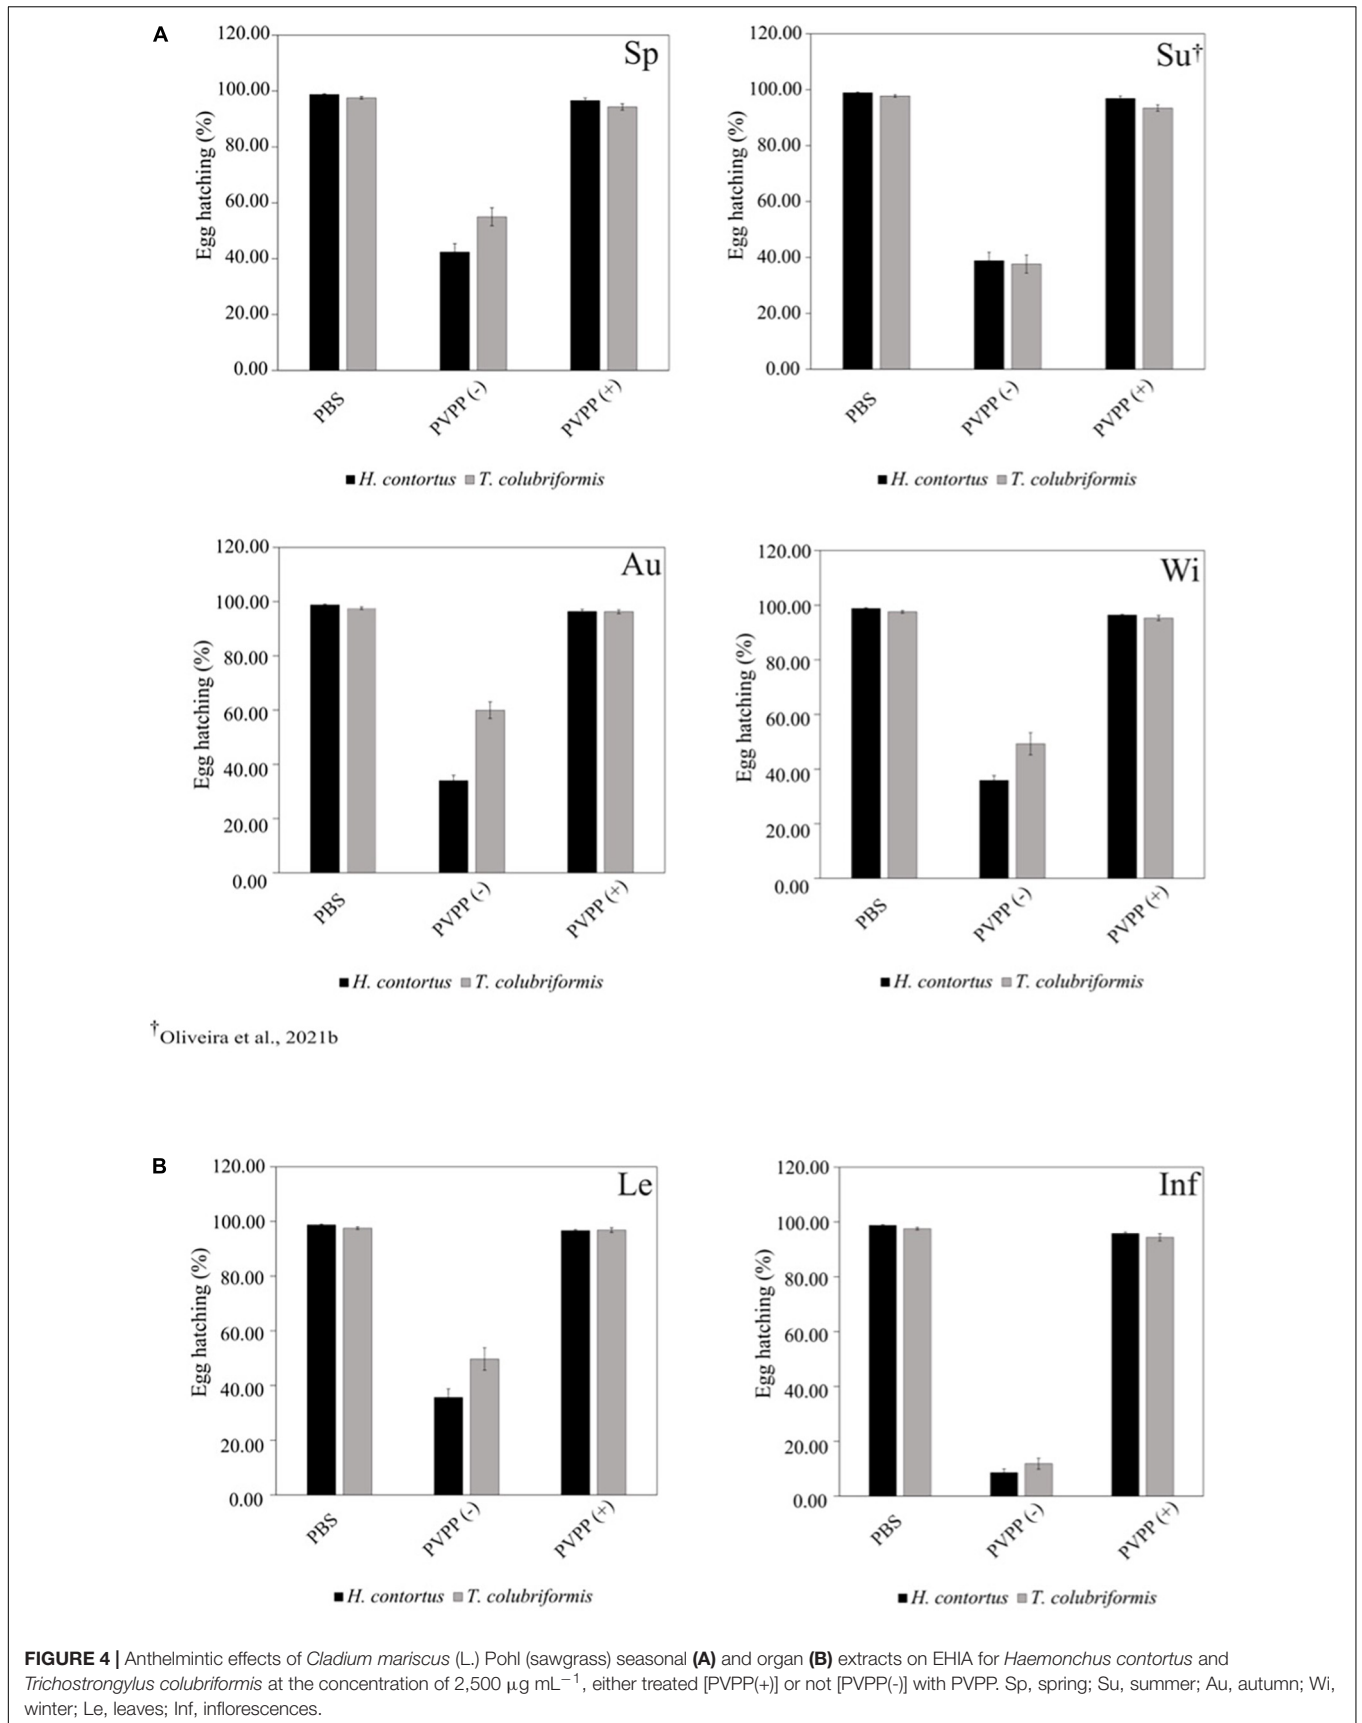 A
Sp
Egg hatching (%)
120.00
100.00
80.00
60.00
40.00
20.00
0.00
PBS
PVPP (-)
PVPP (+)
H. contortus T. colubriformis
Su†
Egg hatching (%)
120.00
100.00
80.00
60.00
40.00
20.00
0.00
PBS
PVPP (-)
PVPP (+)
H. contortus T. colubriformis
Au
Egg hatching (%)
120.00
100.00
80.00
60.00
40.00
20.00
0.00
PBS
PVPP (-)
PVPP (+)
H. contortus T. colubriformis
Wi
Egg hatching (%)
120.00
100.00
80.00
60.00
40.00
20.00
0.00
PBS
PVPP (-)
PVPP (+)
H. contortus T. colubriformis
†Oliveira et al., 2021b
B
Le
Egg hatching (%)
120.00
100.00
80.00
60.00
40.00
20.00
0.00
PBS
PVPP (-)
PVPP (+)
H. contortus T. colubriformis
Inf
Egg hatching (%)
120.00
100.00
80.00
60.00
40.00
20.00
0.00
PBS
PVPP (-)
PVPP (+)
H. contortus T. colubriformis
FIGURE 4 | Anthelmintic effects of Cladium mariscus (L.) Pohl (sawgrass) seasonal (A) and organ (B) extracts on EHIA for Haemonchus contortus and
Trichostrongylus colubriformis at the concentration of 2,500 μg mL⁻¹, either treated [PVPP(+)] or not [PVPP(-)] with PVPP. Sp, spring; Su, summer; Au, autumn; Wi,
winter; Le, leaves; Inf, inflorescences.